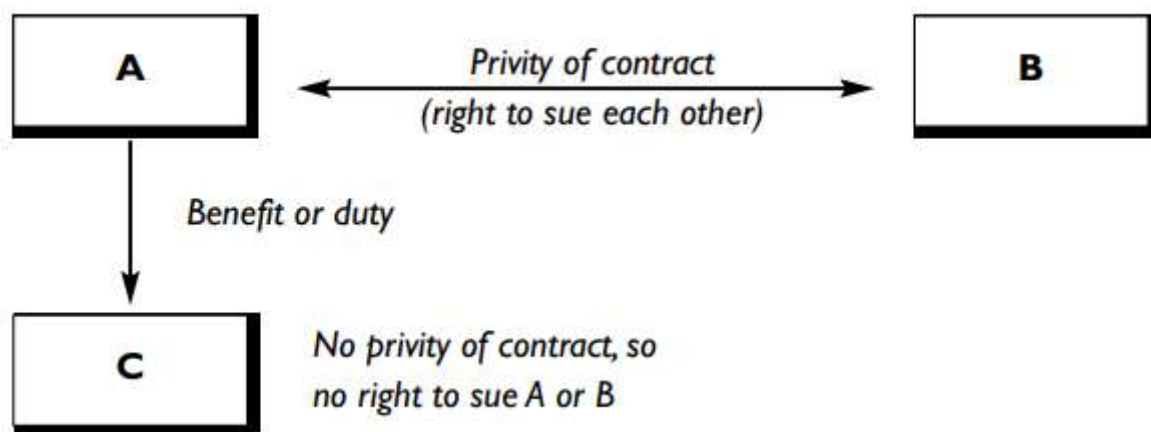 A
Privity of contract
(right to sue each other)
B
Benefit or duty
C
No privity of contract, so
no right to sue A or B